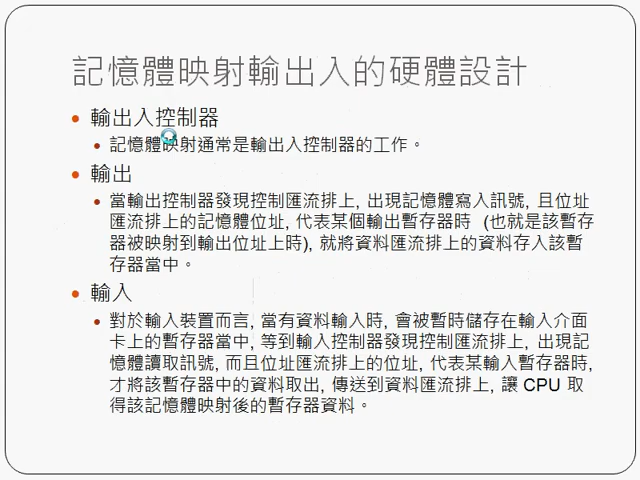 記憶體映射輸出入的硬體設計
輸出入控制器
記憶體映射通常是輸出入控制器的工作。
輸出
當輸出控制器發現控制匯流排上, 出現記憶體寫入訊號, 且位址
匯流排上的記憶體位址, 代表某個輸出暫存器時 (也就是該暫存
器被映射到輸出位址上時), 就將資料匯流排上的資料存入該暫
存器當中。
輸入
對於輸入裝置而言, 當有資料輸入時, 會被暫時儲存在輸入介面
卡上的暫存器當中, 等到輸入控制器發現控制匯流排上, 出現記
憶體讀取訊號, 而且位址匯流排上的位址, 代表某輸入暫存器時,
才將該暫存器中的資料取出, 傳送到資料匯流排上, 讓 CPU 取
得該記憶體映射後的暫存器資料。